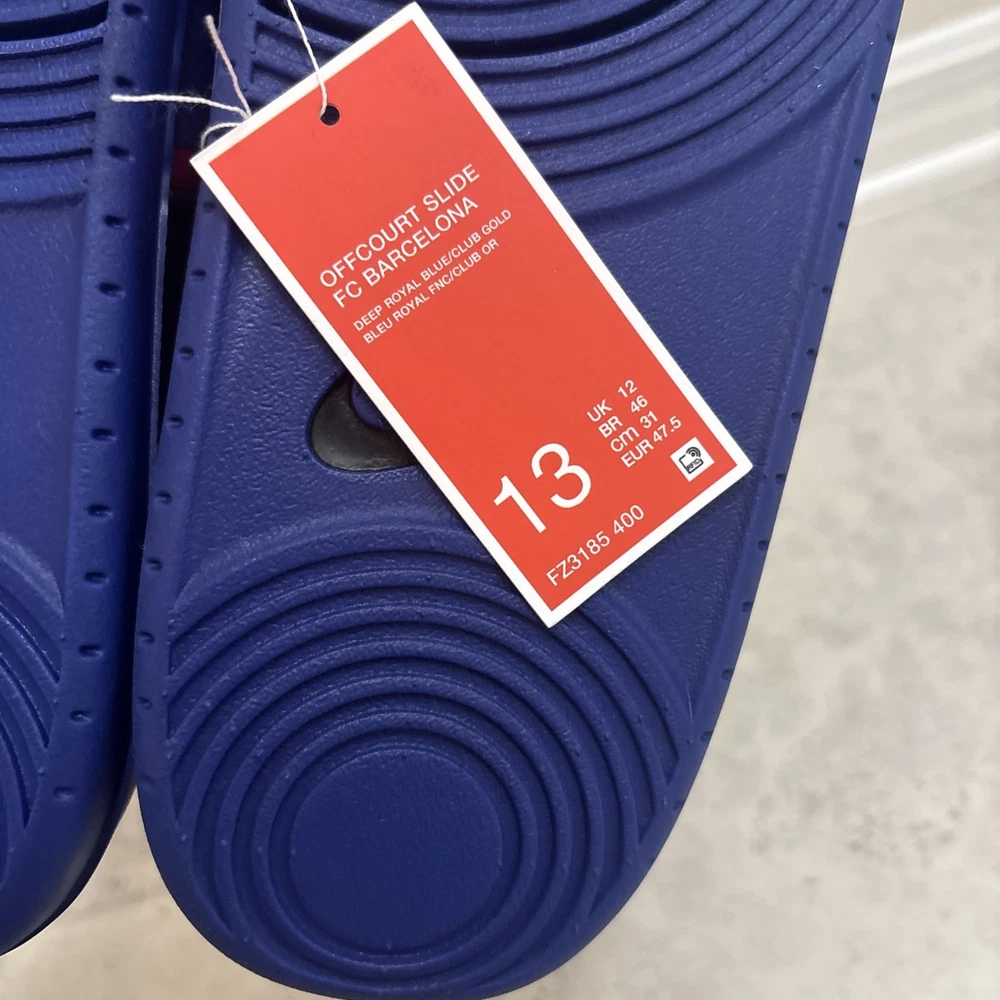 OFFCOURT SLIDE
FC BARCELONA
DEEP ROYAL BLUE/CLUB GOLD
BLEU ROYAL FNC/CLUB OR
UK 12
BR 46
CM 31
EUR 47.5
13
FZ3185 400
RFID